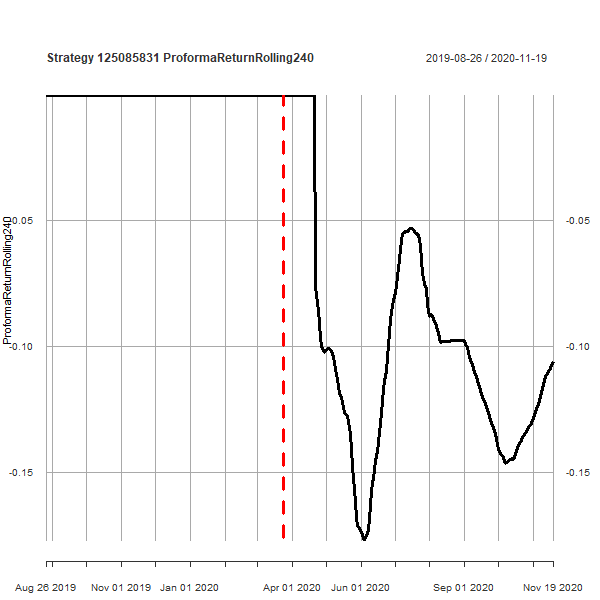 Strategy 125085831 ProformaReturnRolling240
2019-08-26 / 2020-11-19
ProformaReturnRolling240
-0.05
-0.05
-0.10
-0.10
-0.15
-0.15
Aug 26 2019
Nov 01 2019
Jan 01 2020
Apr 01 2020
Jun 01 2020
Sep 01 2020
Nov 19 2020